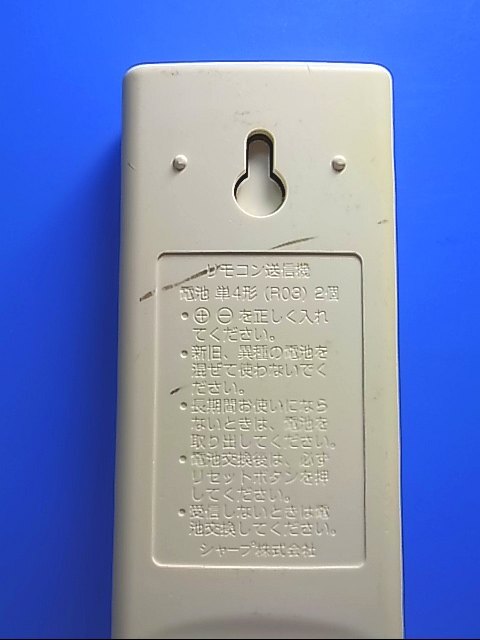 リモコン送信機
電池 単4形 (R03) 2個
•⊕⊖を正しく入れ
てください。
•新旧、異種の電池を
混ぜて使わないでく
ださい。
•長期間お使いになら
ないときは、電池を
取り出してください。
•電池交換後は、必ず
リセットボタンを押
してください。
•受信しないときは電
池交換してください。
シャープ株式会社